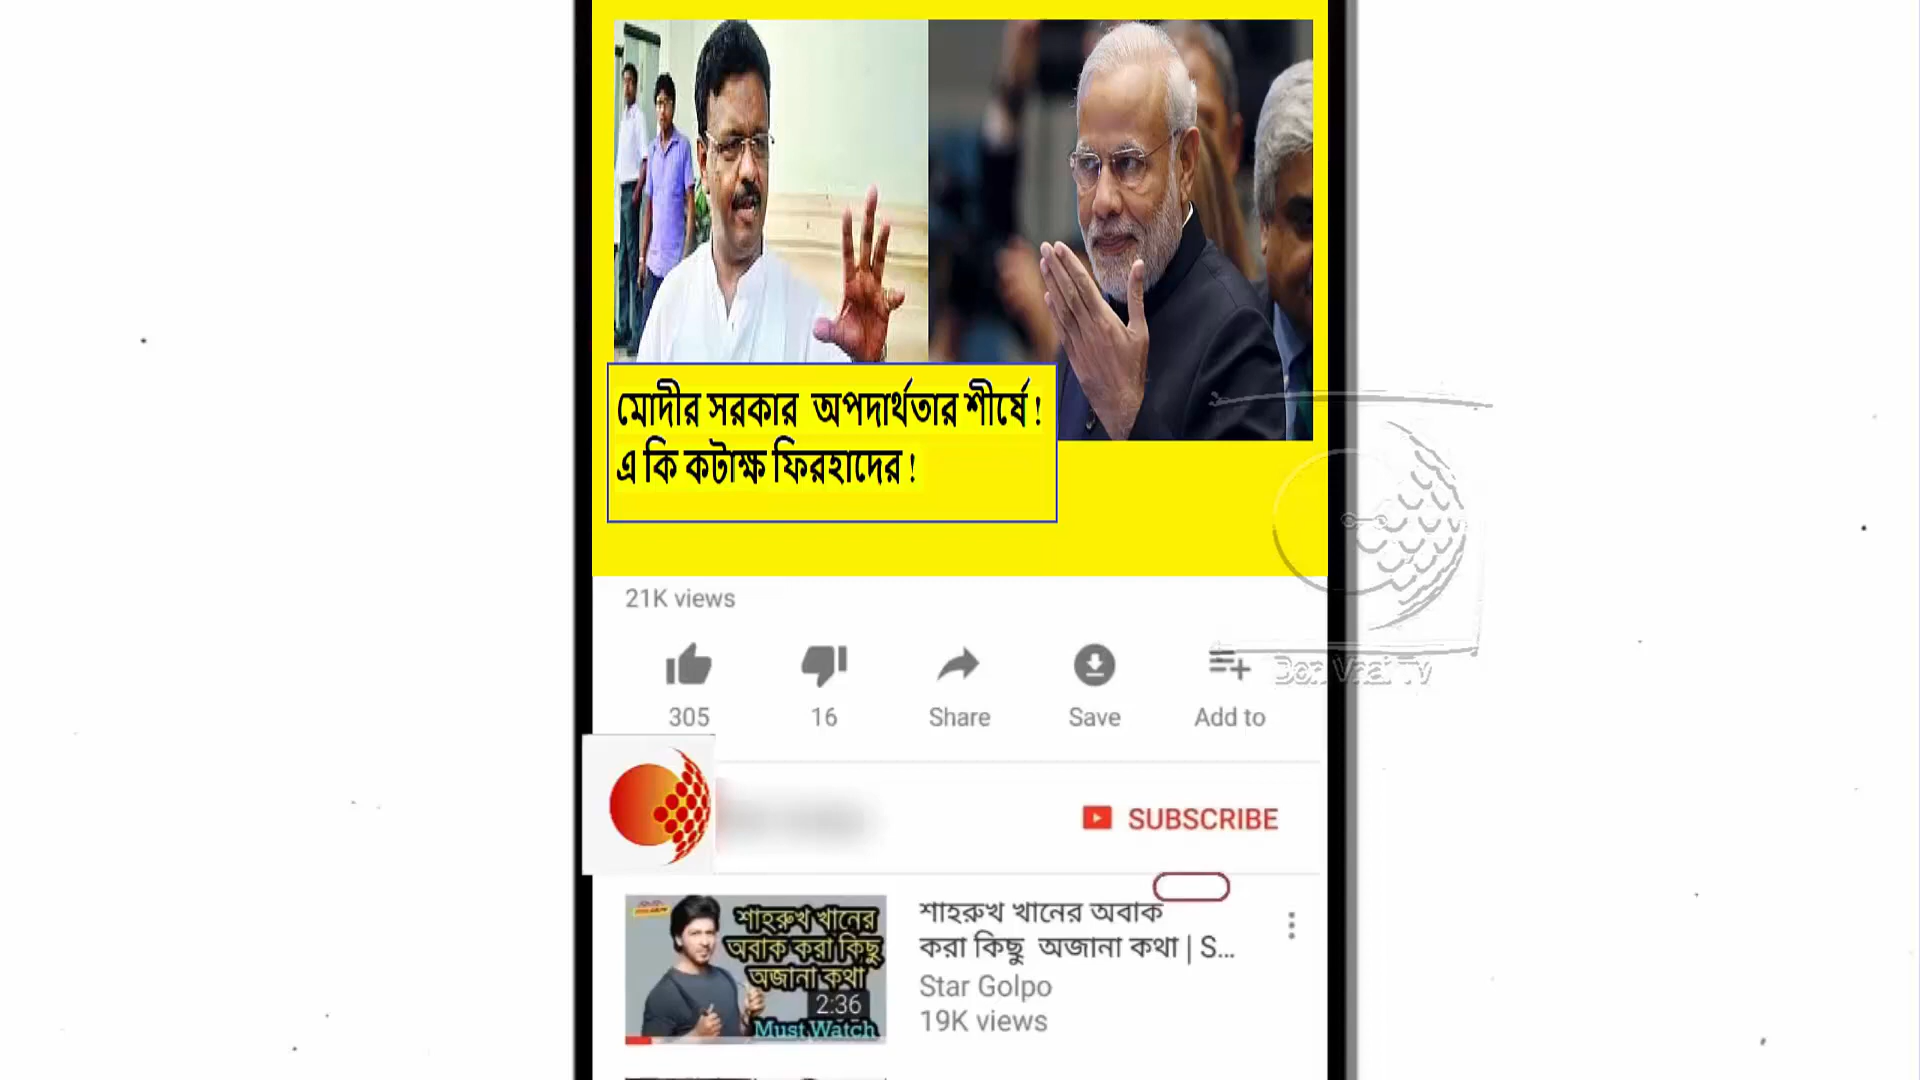 মোদীর সরকার অপদার্থতার শীর্ষে!
এ কি কটাক্ষ ফিরহাদের!
21K views
305
16
Share
Save
Add to
SUBSCRIBE
শাহরুখ খানের
অবাক করা কিছু
অজানা কথা
2:36
Must Watch
শাহরুখ খানের অবাক
করা কিছু অজানা কথা | S...
Star Golpo
19K views